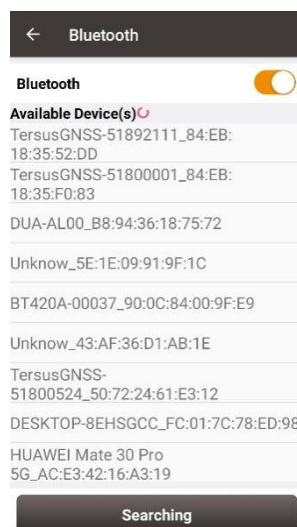 Bluetooth
Bluetooth
Available Device(s)
TersusGNSS-51892111_84:EB:
18:35:52:DD
TersusGNSS-51800001_84:EB:
18:35:F0:83
DUA-AL00_B8:94:36:18:75:72
Unknow_5E:1E:09:91:9F:1C
BT420A-00037_90:0C:84:00:9F:E9
Unknow_43:AF:36:D1:AB:1E
TersusGNSS-
51800524_50:72:24:61:E3:12
DESKTOP-8EHSGCC_FC:01:7C:78:ED:98
HUAWEI Mate 30 Pro
5G_AC:E3:42:16:A3:19
Searching